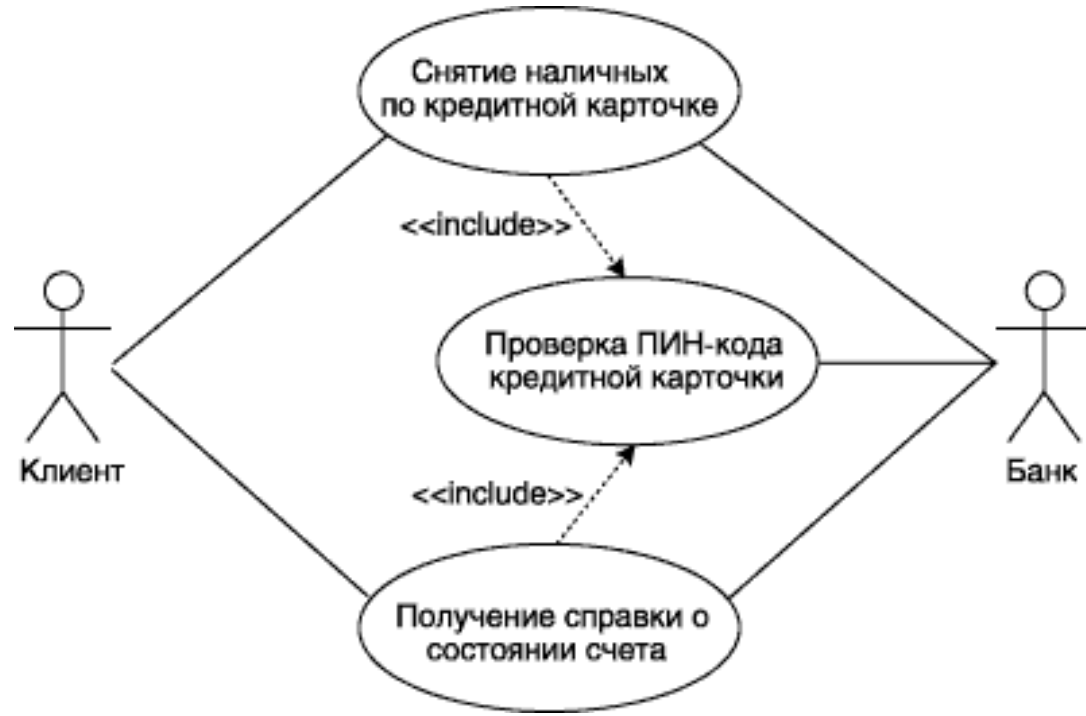 Снятие наличных
по кредитной карточке
<<include>>
Проверка ПИН-кода
кредитной карточки
Клиент
Банк
<<include>>
Получение справки о
состоянии счета